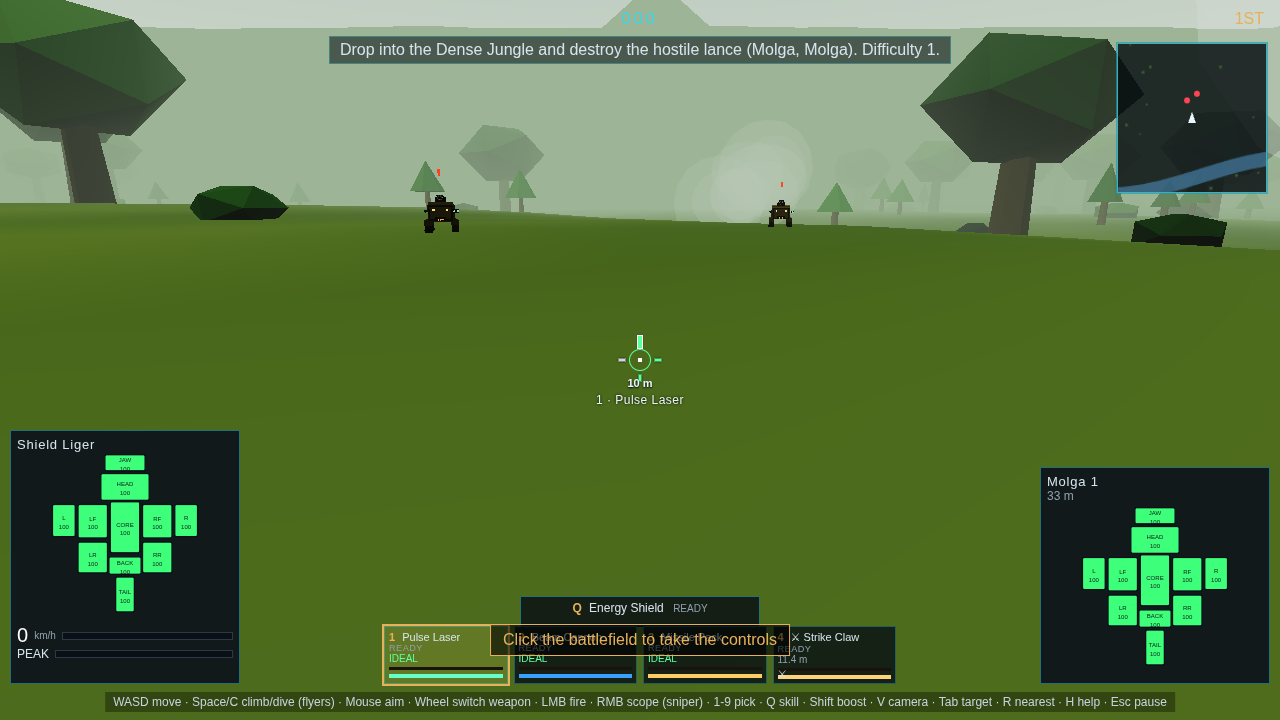 0.0.0
1ST
Drop into the Dense Jungle and destroy the hostile lance (Molga, Molga). Difficulty 1.
10 m
1 · Pulse Laser
Shield Liger
JAW
100
HEAD
100
L
100
LF
100
CORE
100
RF
100
R
100
LR
100
BACK
100
RR
100
TAIL
100
0 km/h
PEAK
Molga 1
33 m
JAW
100
HEAD
100
L
100
LF
100
CORE
100
RF
100
R
100
LR
100
BACK
100
RR
100
TAIL
100
Q Energy Shield READY
1 Pulse Laser
READY
IDEAL
READY
IDEAL
READY
IDEAL
4 ⚔ Strike Claw
READY
11.4 m
⚔
Click the battlefield to take the controls
WASD move · Space/C climb/dive (flyers) · Mouse aim · Wheel switch weapon · LMB fire · RMB scope (sniper) · 1-9 pick · Q skill · Shift boost · V camera · Tab target · R nearest · H help · Esc pause